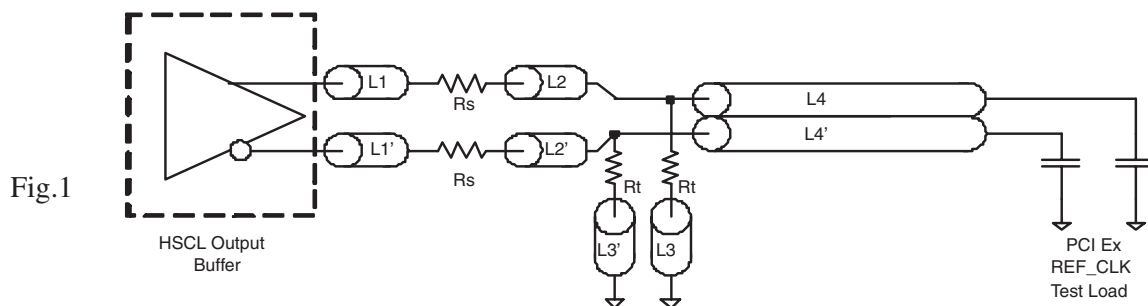 L1
Rs
L2
L4
L4'
L1'
Rs
L2'
Rt
Rt
L3'
L3
Fig.1
HSCL Output
Buffer
PCI Ex
REF_CLK
Test Load